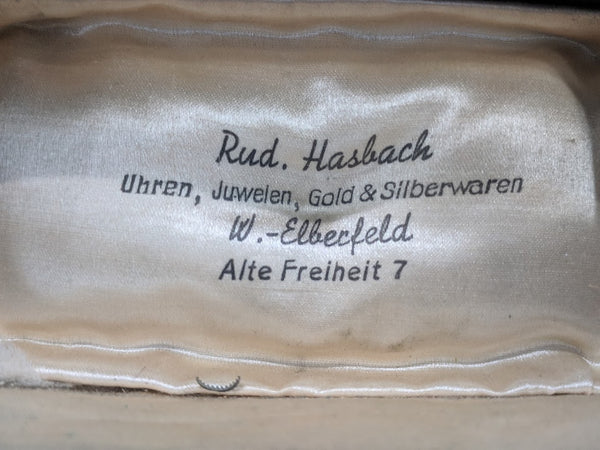 Rud. Hasbach
Uhren, Juwelen, Gold & Silberwaren
W.-Elberfeld
Alte Freiheit 7